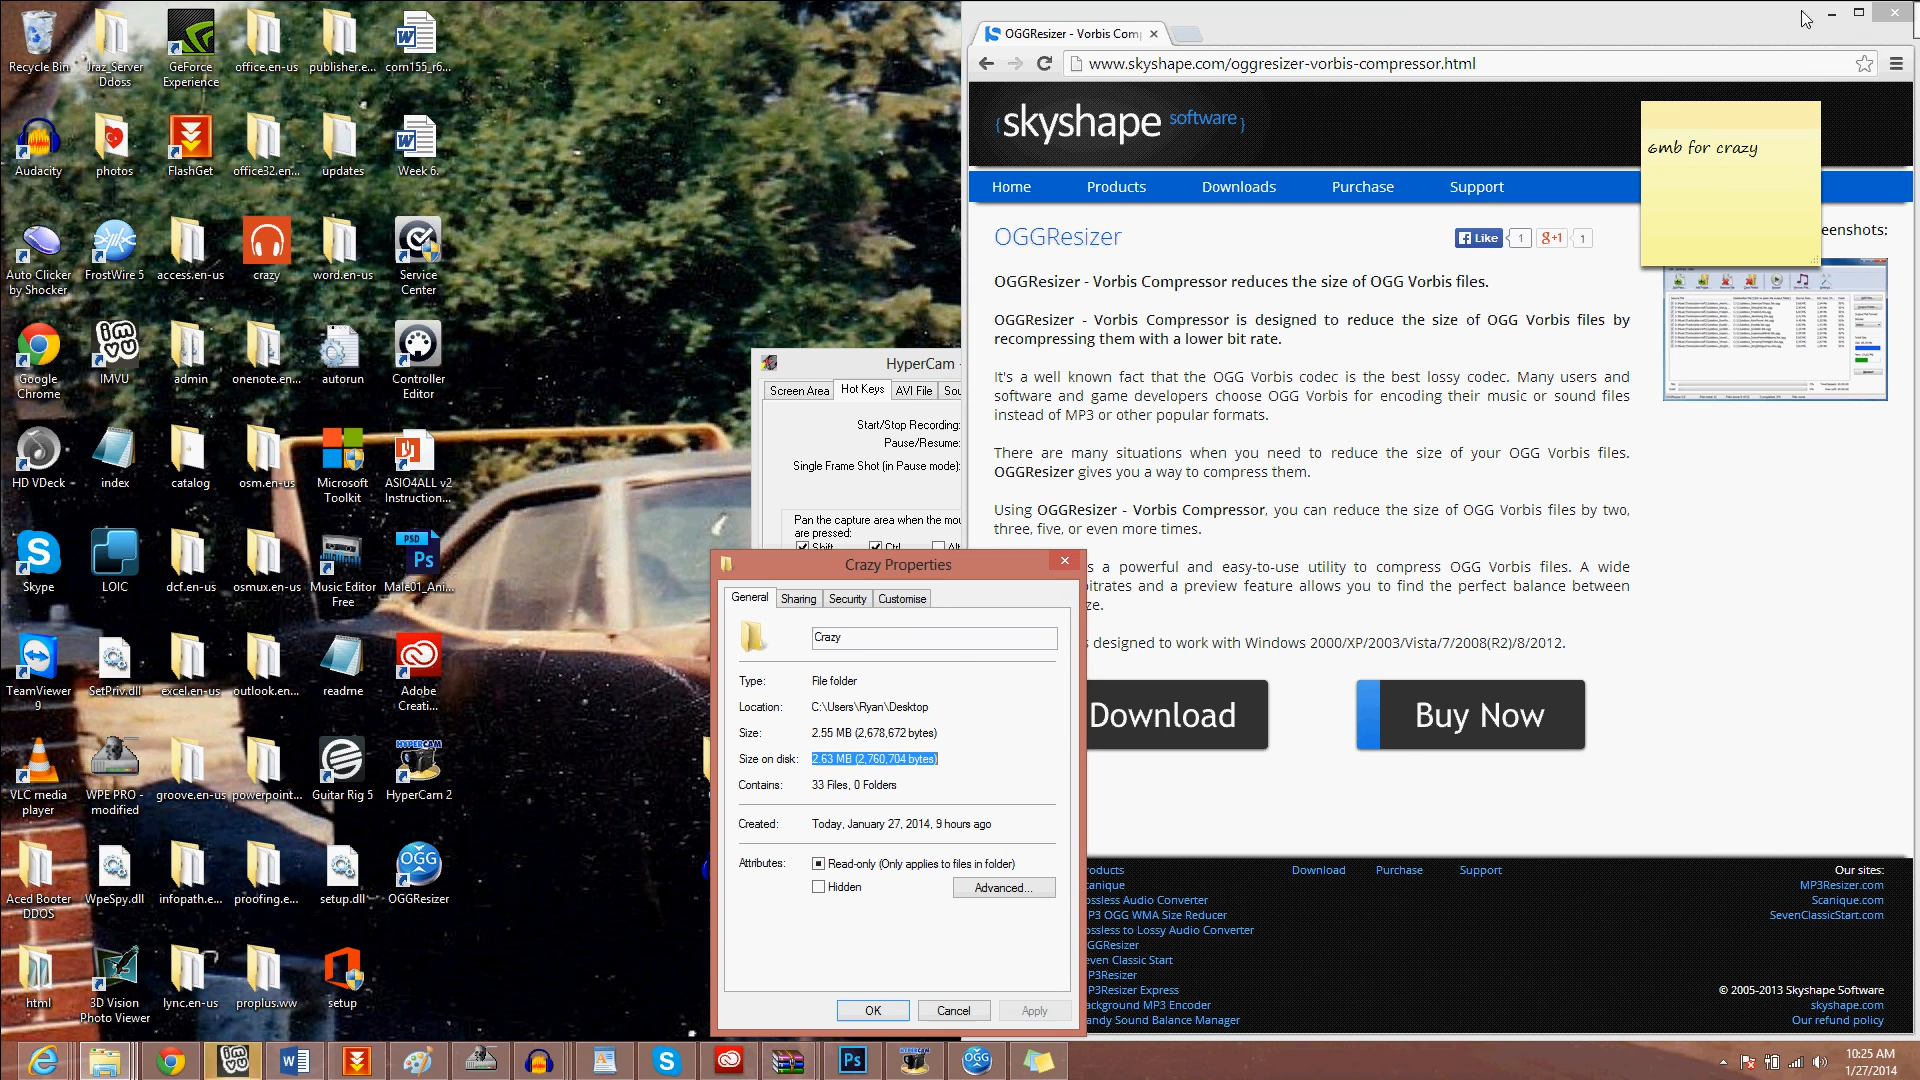 Recycle Bin
Jraz_Server Ddoss
GeForce Experience
office.en-us
publisher.e...
com155_r6...
Audacity
photos
FlashGet
office32.en...
updates
Week 6.
Auto Clicker by Shocker
FrostWire 5
access.en-us
crazy
word.en-us
Service Center
Google Chrome
IMVU
admin
onenote.en...
autorun
Controller Editor
HD VDeck
index
catalog
osm.en-us
Microsoft Toolkit
ASIO4ALL v2 Instruction...
Skype
LOIC
dcf.en-us
osmux.en-us
Music Editor Free
Male01_Ani...
TeamViewer 9
SetPriv.dll
excel.en-us
outlook.en...
readme
Adobe Creati...
VLC media player
WPE PRO - modified
groove.en-us
powerpoint...
Guitar Rig 5
HyperCam 2
Aced Booter DDOS
WpeSpy.dll
infopath.e...
proofing.e...
setup.dll
OGGResizer
html
3D Vision Photo Viewer
lync.en-us
proplus.ww
setup
HyperCam -
Screen Area
Hot Keys
AVI File
Sou
Start/Stop Recording:
Pause/Resume:
Single Frame Shot (in Pause mode):
Pan the capture area when the mou
are pressed:
Shift
Ctrl
Alt
Crazy Properties
General
Sharing
Security
Customise
Crazy
Type: File folder
Location: C:\Users\Ryan\Desktop
Size: 2.55 MB (2,678,672 bytes)
Size on disk: 2.63 MB (2,760,704 bytes)
Contains: 33 Files, 0 Folders
Created: Today, January 27, 2014, 9 hours ago
Attributes: Read-only (Only applies to files in folder)
Hidden
Advanced...
OK
Cancel
Apply
OGGResizer - Vorbis Com
www.skyshape.com/oggresizer-vorbis-compressor.html
{skyshape software}
6mb for crazy
Home
Products
Downloads
Purchase
Support
OGGResizer
Like
1
g+1
1
eenshots:
OGGResizer - Vorbis Compressor reduces the size of OGG Vorbis files.
OGGResizer - Vorbis Compressor is designed to reduce the size of OGG Vorbis files by
recompressing them with a lower bit rate.
It's a well known fact that the OGG Vorbis codec is the best lossy codec. Many users and
software and game developers choose OGG Vorbis for encoding their music or sound files
instead of MP3 or other popular formats.
There are many situations when you need to reduce the size of your OGG Vorbis files.
OGGResizer gives you a way to compress them.
Using OGGResizer - Vorbis Compressor, you can reduce the size of OGG Vorbis files by two,
three, five, or even more times.
s a powerful and easy-to-use utility to compress OGG Vorbis files. A wide
bitrates and a preview feature allows you to find the perfect balance between
ze.
s designed to work with Windows 2000/XP/2003/Vista/7/2008(R2)/8/2012.
Download
Buy Now
roducts
canique
ossless Audio Converter
P3 OGG WMA Size Reducer
ossless to Lossy Audio Converter
GGResizer
even Classic Start
P3Resizer
P3Resizer Express
ackground MP3 Encoder
andy Sound Balance Manager
Download
Purchase
Support
Our sites:
MP3Resizer.com
Scanique.com
SevenClassicStart.com
© 2005-2013 Skyshape Software
skyshape.com
Our refund policy
10:25 AM
1/27/2014